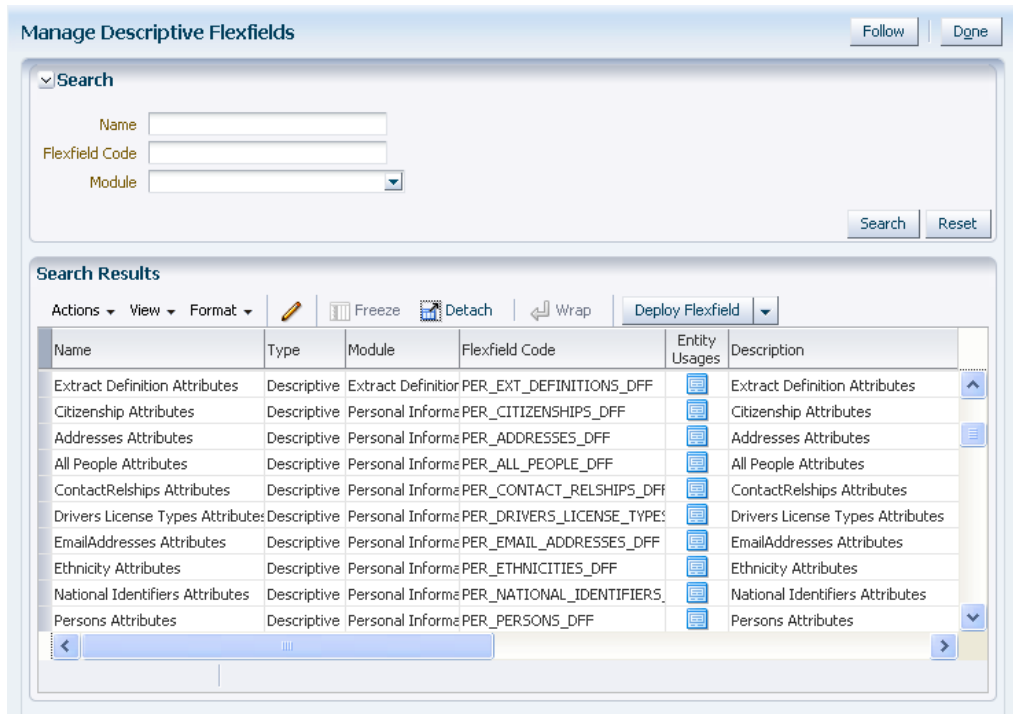 Manage Descriptive Flexfields Follow Done
Search
Name
Flexfield Code
Module
Search Reset
Search Results
Actions View Format Freeze Detach Wrap Deploy Flexfield
Name Type Module Flexfield Code Entity Usages Description
Extract Definition Attributes Descriptive Extract Definition PER_EXT_DEFINITIONS_DFF Extract Definition Attributes
Citizenship Attributes Descriptive Personal Informa PER_CITIZENSHIPS_DFF Citizenship Attributes
Addresses Attributes Descriptive Personal Informa PER_ADDRESSES_DFF Addresses Attributes
All People Attributes Descriptive Personal Informa PER_ALL_PEOPLE_DFF All People Attributes
ContactRelships Attributes Descriptive Personal Informa PER_CONTACT_RELSHIPS_DFF ContactRelships Attributes
Drivers License Types Attributes Descriptive Personal Informa PER_DRIVERS_LICENSE_TYPES Drivers License Types Attributes
EmailAddresses Attributes Descriptive Personal Informa PER_EMAIL_ADDRESSES_DFF EmailAddresses Attributes
Ethnicity Attributes Descriptive Personal Informa PER_ETHNICITIES_DFF Ethnicity Attributes
National Identifiers Attributes Descriptive Personal Informa PER_NATIONAL_IDENTIFIERS_ National Identifiers Attributes
Persons Attributes Descriptive Personal Informa PER_PERSONS_DFF Persons Attributes